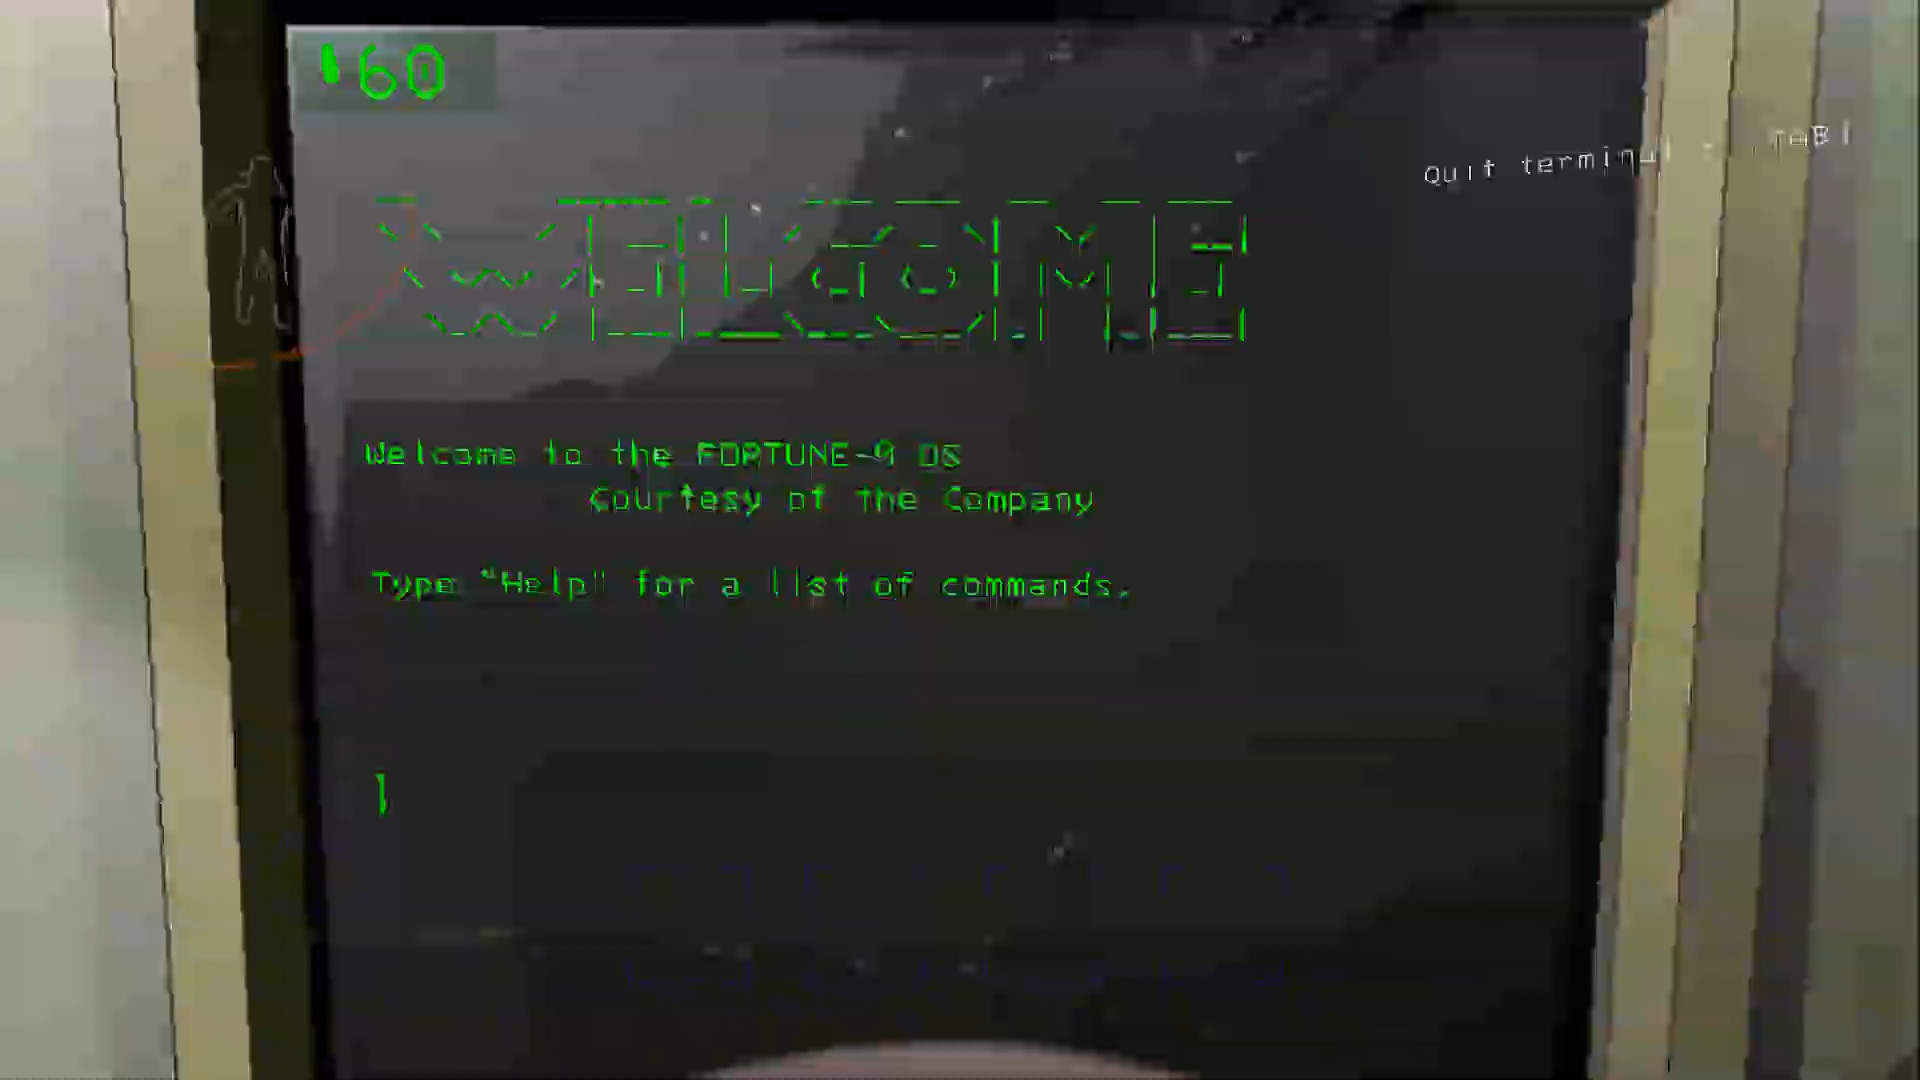 60
Quit terminal : [TAB]
WELCOME
Welcome to the FORTUNE-9 OS
Courtesy of the Company
Type "Help" for a list of commands.